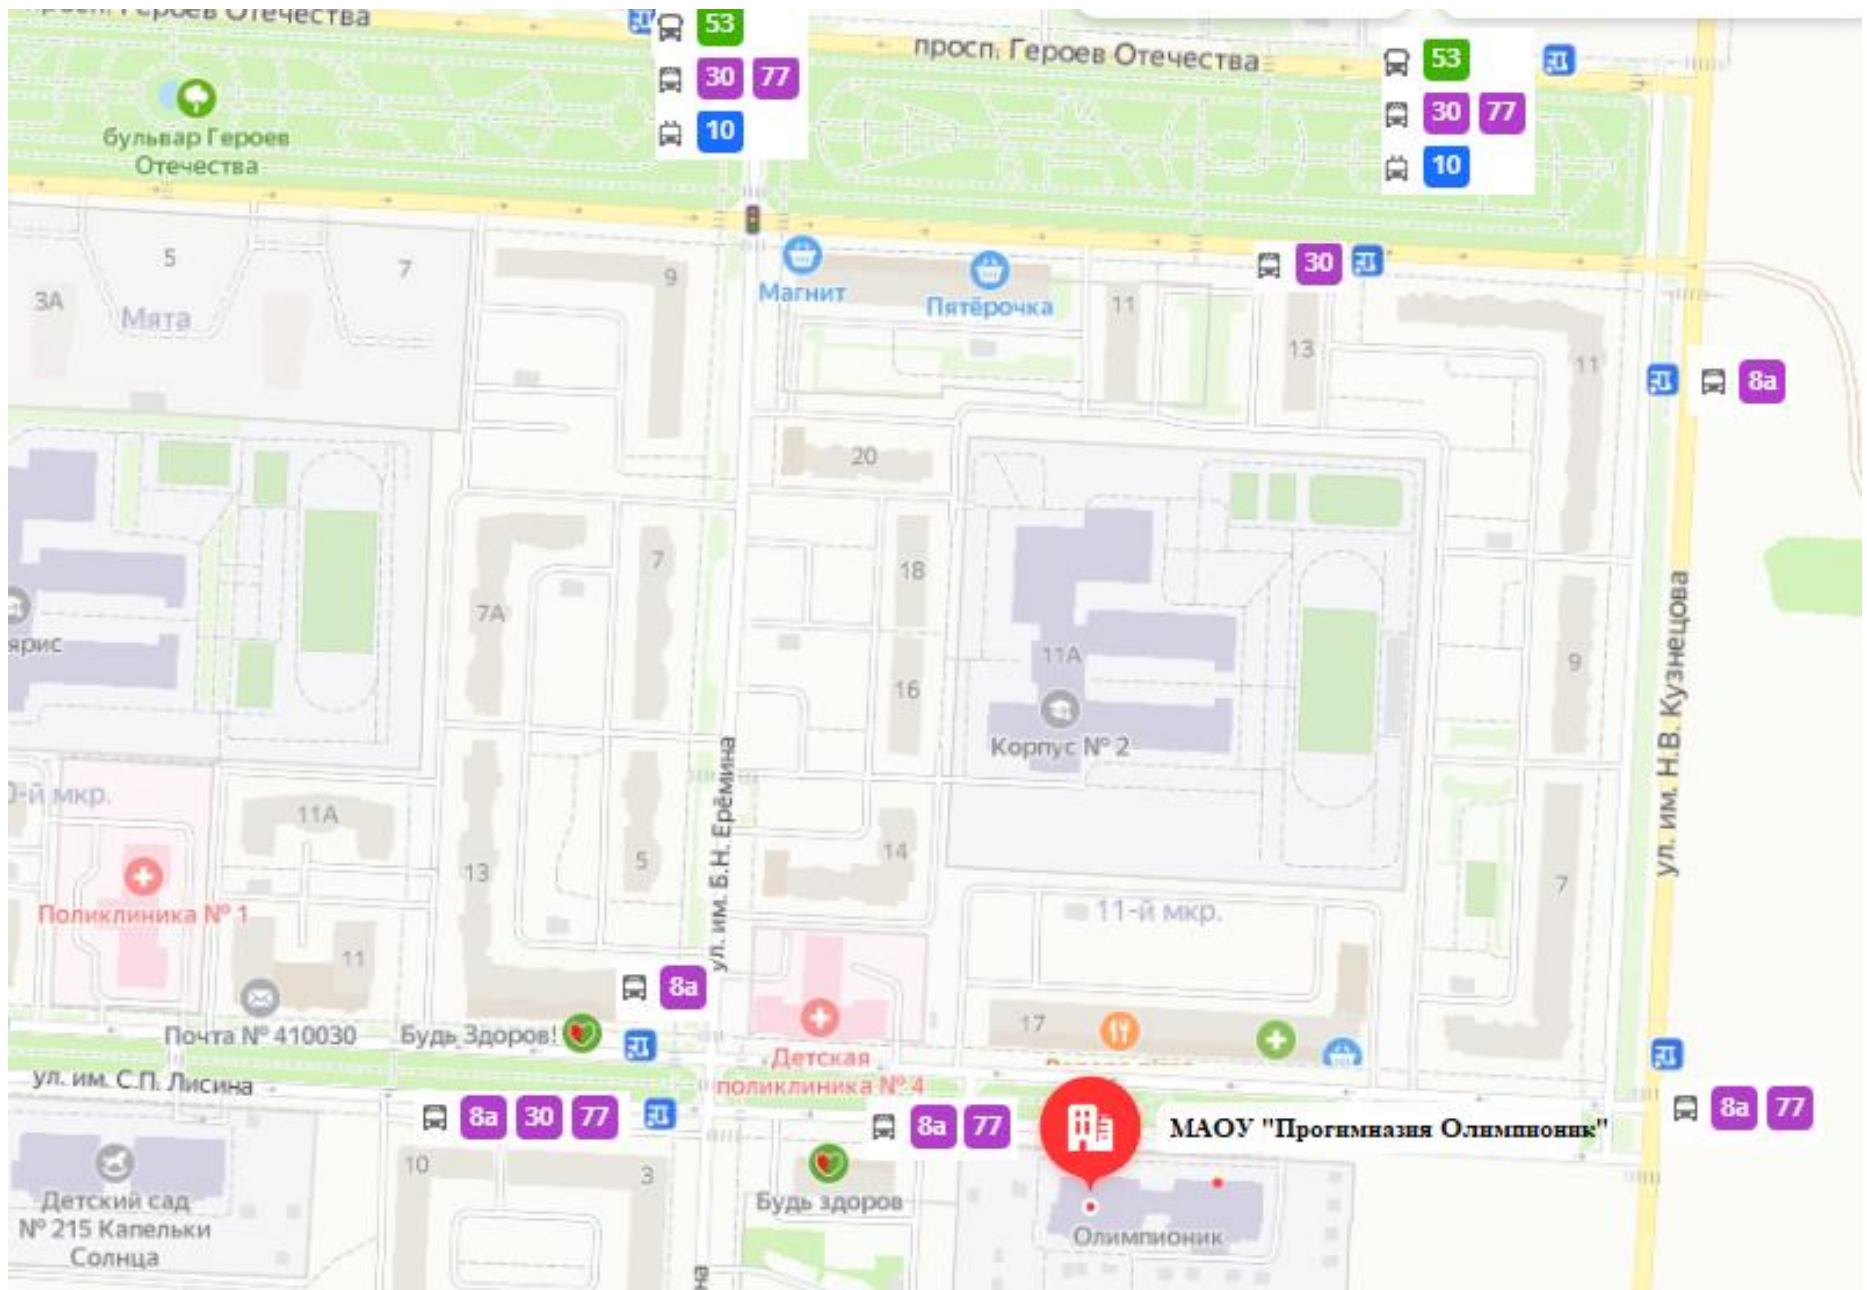 просп. Героев Отечества
53
30 77
10
просп. Героев Отечества
53
30 77
10
бульвар Героев
Отечества
5
7
3А
Мята
9
Магнит
Пятёрочка
11
30
13
11
8а
20
7
7А
18
16
11А
Корпус № 2
9
ул. им. Н.В. Кузнецова
ярис
-й мкр.
11А
13
5
14
ул. им. Б.Н. Ерёмина
7
Поликлиника № 1
11-й мкр.
11
8а
Почта № 410030
Будь Здоров!
17
Детская
поликлиника № 4
ул. им. С.П. Лисина
8а 30 77
8а 77
МАОУ "Прогимназия Олимпионик"
8а 77
10
3
Детский сад
№ 215 Капельки
Солнца
Будь здоров
Олимпионик